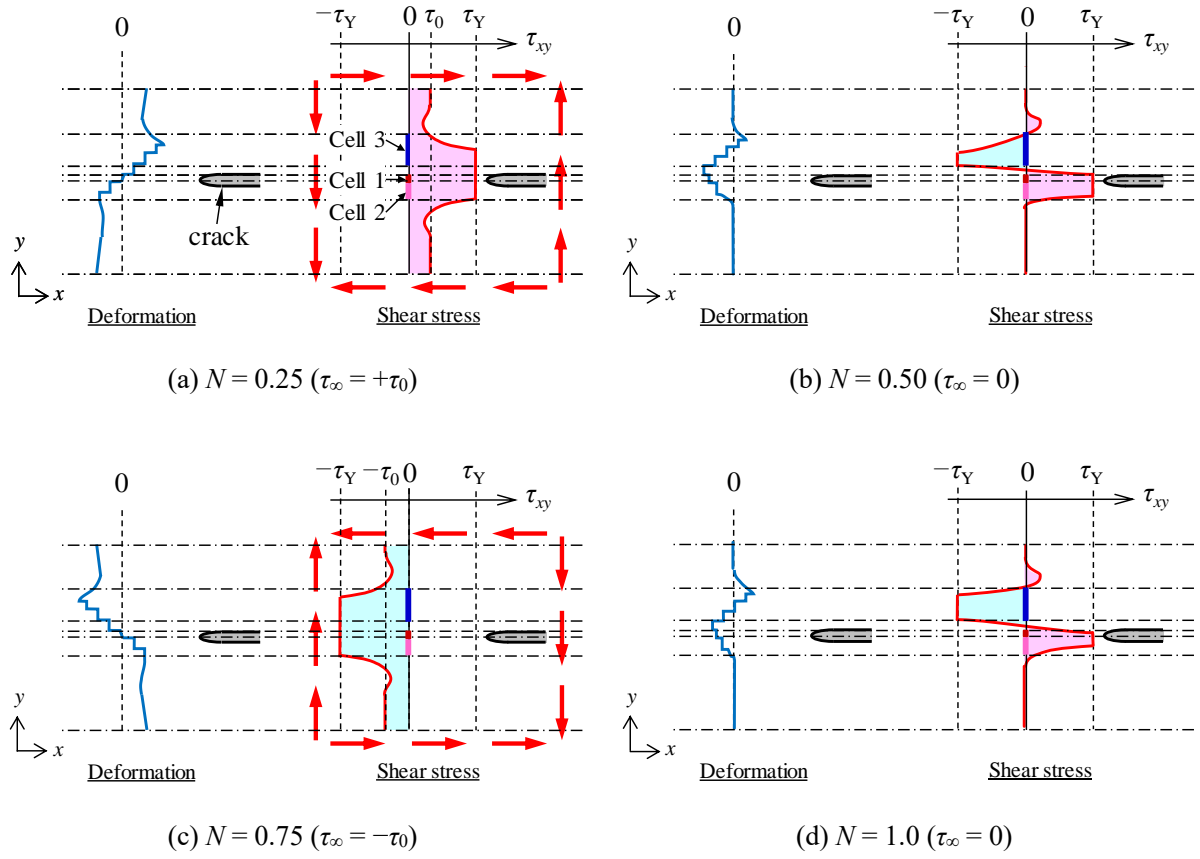 −τY 0 τ0 τY
0
τxy
Cell 3
Cell 1
Cell 2
crack
y
x
Deformation Shear stress
(a) N = 0.25 (τ∞ = +τ0)
−τY 0 τY
0
τxy
y
x
Deformation Shear stress
(b) N = 0.50 (τ∞ = 0)
−τY −τ0 0 τY
0
τxy
y
x
Deformation Shear stress
(c) N = 0.75 (τ∞ = −τ0)
−τY 0 τY
0
τxy
y
x
Deformation Shear stress
(d) N = 1.0 (τ∞ = 0)